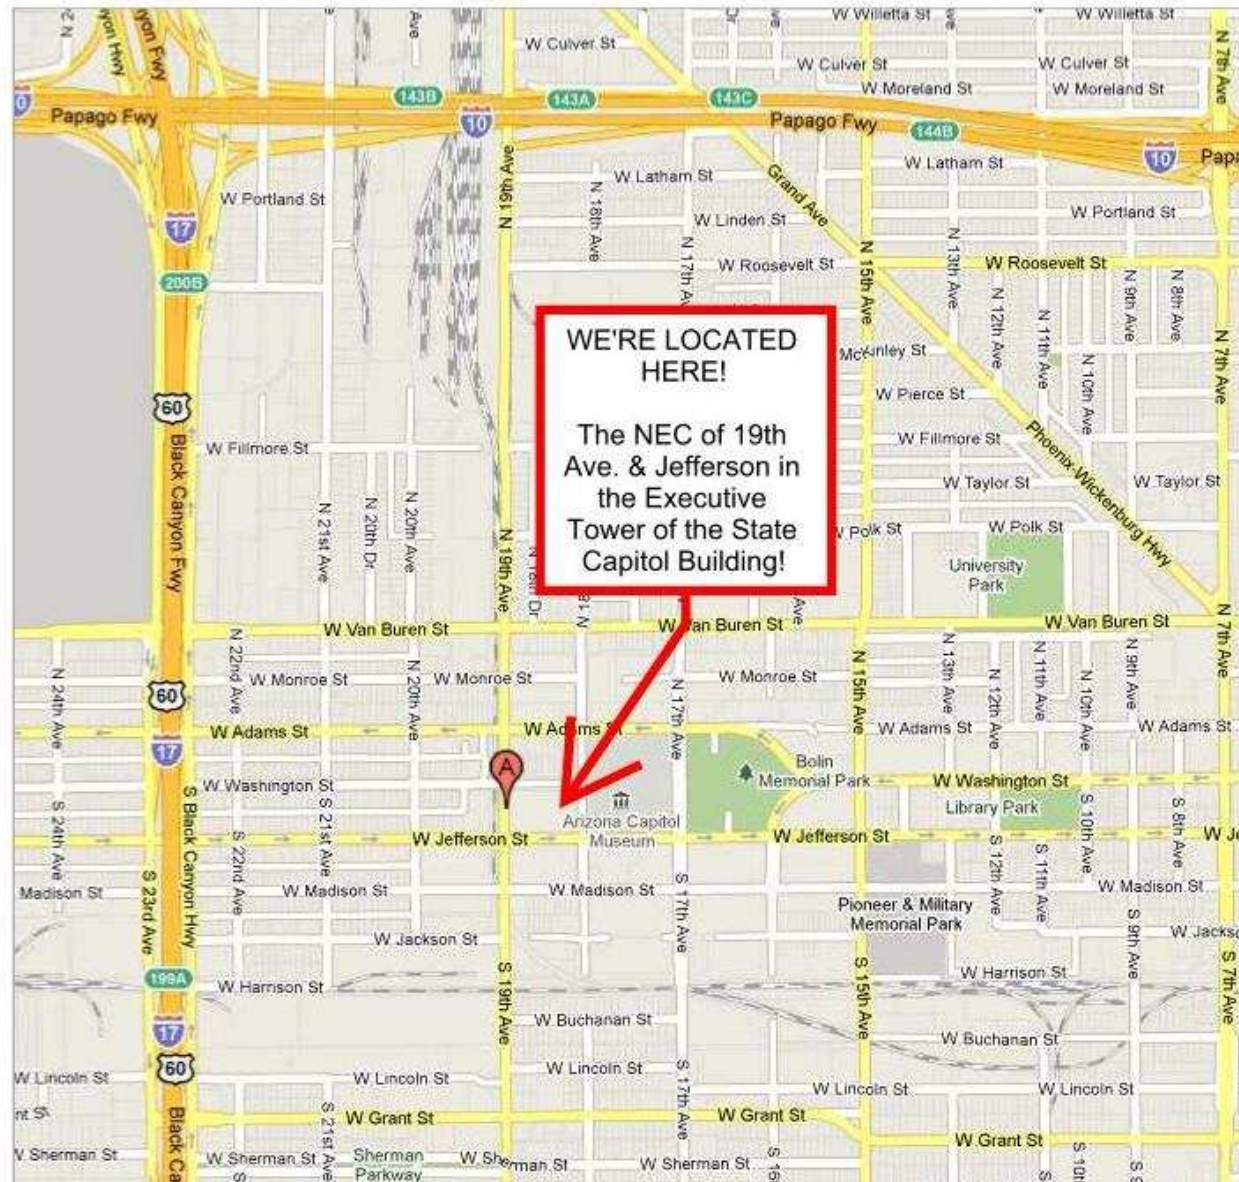 WE'RE LOCATED
HERE!
The NEC of 19th
Ave. & Jefferson in
the Executive
Tower of the State
Capitol Building!
W Willetta St
W Willetta St
N 7th Ave
W Culver St
W Culver St
W Culver St
W Moreland St
W Moreland St
143B
143A
143C
144B
Papago Fwy
10
Papago Fwy
10
N 19th Ave
W Latham St
W Latham St
Grand Ave
W Portland St
N 18th Ave
W Linden St
W Portland St
17
N 17th A
W Roosevelt St
N 15th Ave
N 13th Ave
W Roosevelt St
200B
N 12th Ave
N 11th Ave
N 10th Ave
N 9th Ave
N 8th Ave
N 7th Ave
W Pierce St
60
Black Canyon Fwy
W Fillmore St
W Fillmore St
Phoenix-Wickenburg Hwy
W Taylor St
W Taylor St
N 21st Ave
N 20th Dr
N 20th Ave
N 19th Ave
W Polk St
University
Park
W Van Buren St
W Van Buren St
W Van Buren St
N 7th Ave
N 24th Ave
N 22nd Ave
W Monroe St
N 20th Ave
W Monroe St
N 17th Ave
W Monroe St
N 15th Ave
N 13th Ave
N 12th Ave
N 11th Ave
N 10th Ave
N 9th Ave
60
17
W Adams St
W Adams St
W Adams St
W Adams St
A
W Washington St
Bolin
Memorial Park
W Washington St
Library Park
Arizona Capitol
Museum
S 24th Ave
S Black Canyon Hwy
S 22nd Ave
S 21st Ave
W Jefferson St
W Jefferson St
S 12th Ave
S 11th Ave
S 10th Ave
S 8th Ave
Madison St
S 23rd Ave
W Madison St
W Madison St
S 17th Ave
Pioneer & Military
Memorial Park
W Madison St
W Jackson St
S 9th Ave
199A
W Harrison St
S 19th Ave
S 15th Ave
W Harrison St
S 7th Ave
17
W Buchanan St
W Buchanan St
60
W Lincoln St
W Lincoln St
W Lincoln St
S 17th Ave
W Lincoln St
W Lincoln St
S 21st Ave
W Grant St
W Grant St
W Grant St
W Sherman St
W Sherman St
Sherman
Parkway
W Sherman St
W Sherman St